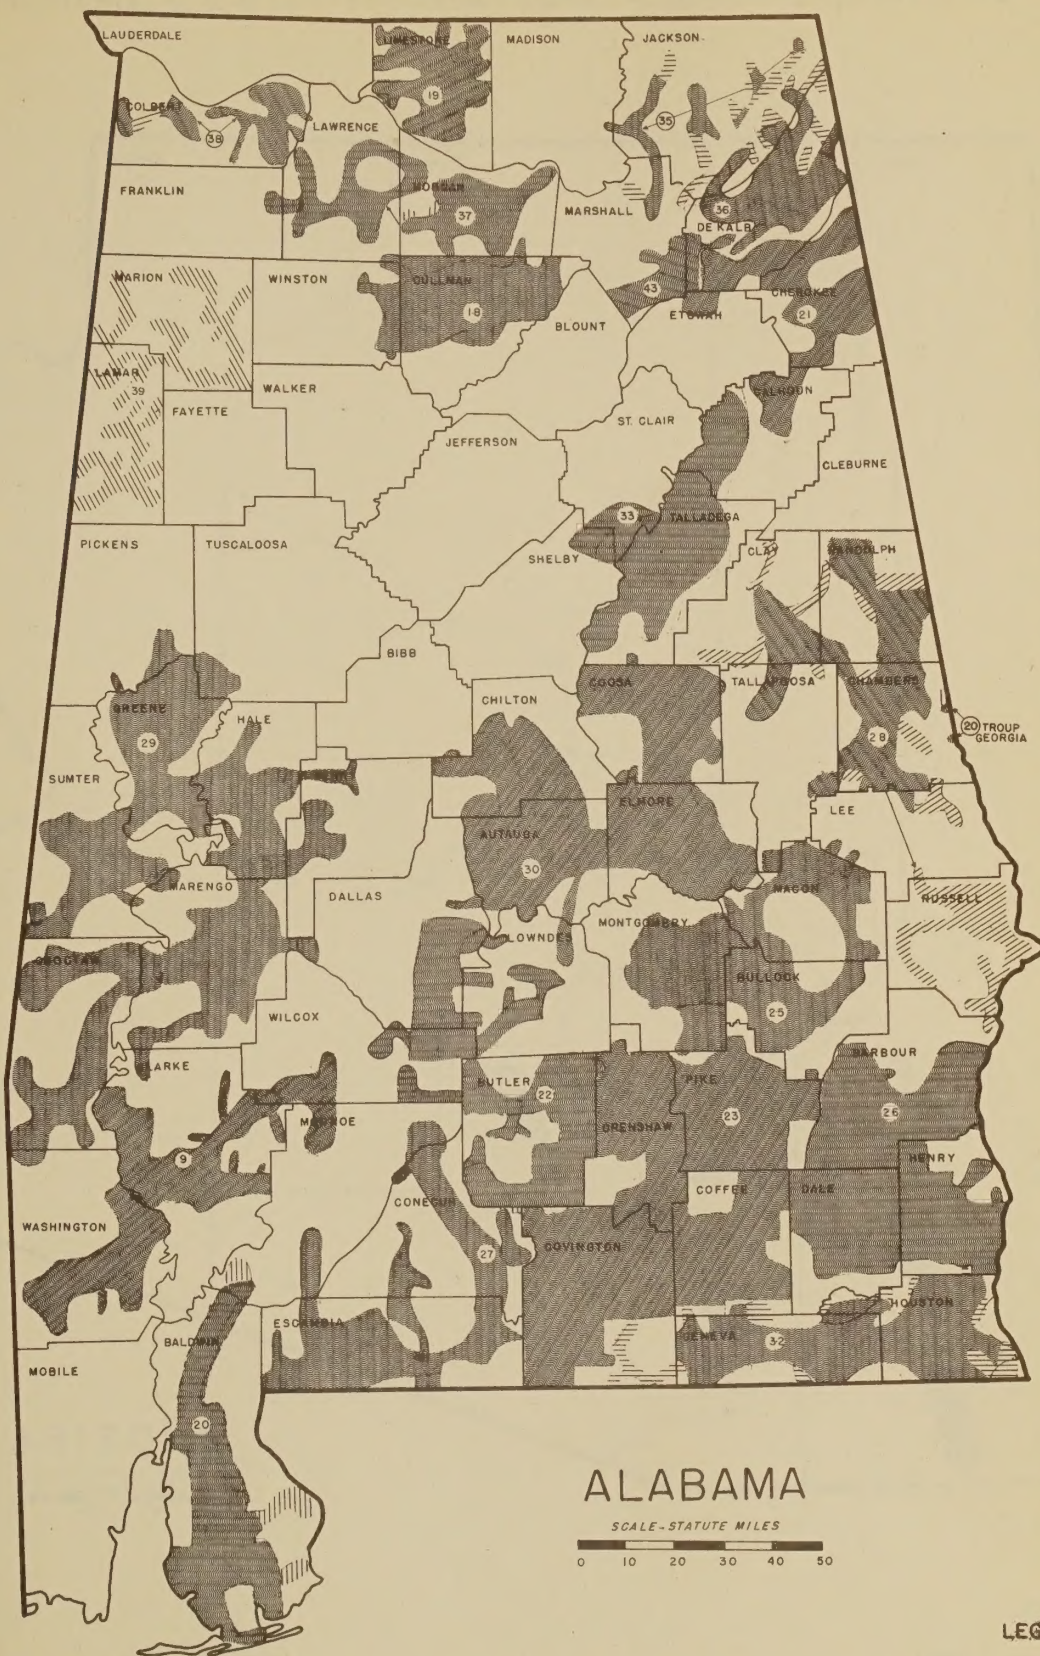 LAUDERDALE
LIMESTONE
MADISON
JACKSON
19
COLBERT
38
LAWRENCE
35
FRANKLIN
MORGAN
37
MARSHALL
36
DE KALB
MARION
WINSTON
CULLMAN
18
43
CHEROKEE
ETOWAH
21
BLOUNT
LAMAR
39
WALKER
CALHOUN
FAYETTE
ST. CLAIR
JEFFERSON
CLEBURNE
33
TALLADEGA
PICKENS
TUSCALOOSA
SHELBY
CLAY
RANDOLPH
BIBB
COOSA
TALLAPOOSA
CHAMBERS
GREENE
HALE
CHILTON
29
28
20 TROUP
GEORGIA
SUMTER
ELMORE
LEE
AUTAUGA
30
MARENGO
DALLAS
MACON
RUSSELL
LOWNDES
MONTGOMERY
CHOCTAW
BULLOCK
25
WILCOX
CLARKE
BUTLER
22
PIKE
BARBOUR
23
26
MONROE
CRENSHAW
9
HENRY
CONECUH
COFFEE
DALE
WASHINGTON
27
COVINGTON
ESCAMBIA
HOUSTON
BALDWIN
GENEVA
32
MOBILE
20
ALABAMA
SCALE-STATUTE MILES
0 10 20 30 40 50
LEG